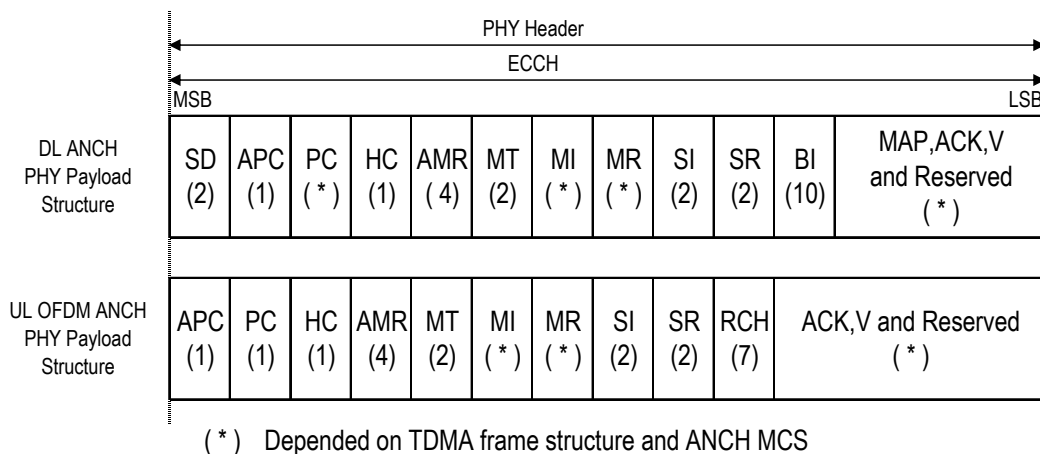 PHY Header
ECCH
MSB LSB
DL ANCH
PHY Payload
Structure
SD
(2)
APC
(1)
PC
( * )
HC
(1)
AMR
( 4)
MT
(2)
MI
( * )
MR
( * )
SI
(2)
SR
(2)
BI
(10)
MAP,ACK,V
and Reserved
( * )
UL OFDM ANCH
PHY Payload
Structure
APC
(1)
PC
(1)
HC
(1)
AMR
(4)
MT
(2)
MI
( * )
MR
( * )
SI
(2)
SR
(2)
RCH
(7)
ACK,V and Reserved
( * )
( * ) Depended on TDMA frame structure and ANCH MCS